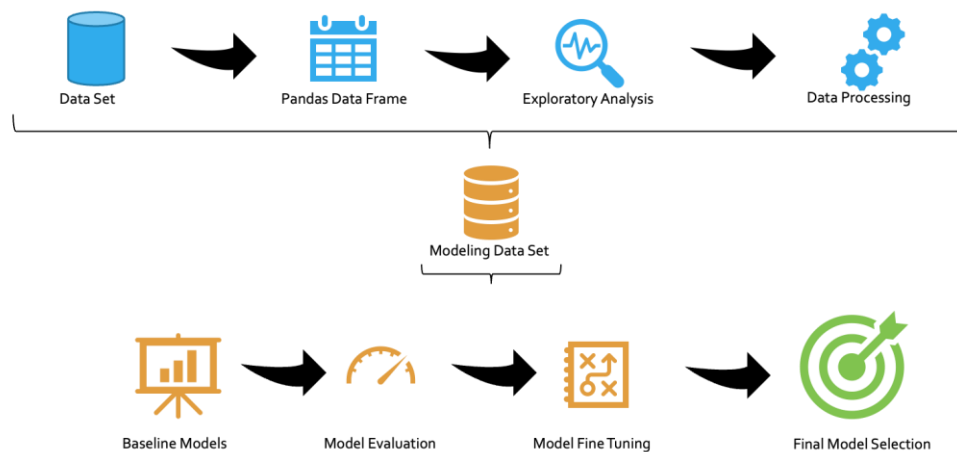 Data Set
Pandas Data Frame
Exploratory Analysis
Data Processing
Modeling Data Set
Baseline Models
Model Evaluation
Model Fine Tuning
Final Model Selection